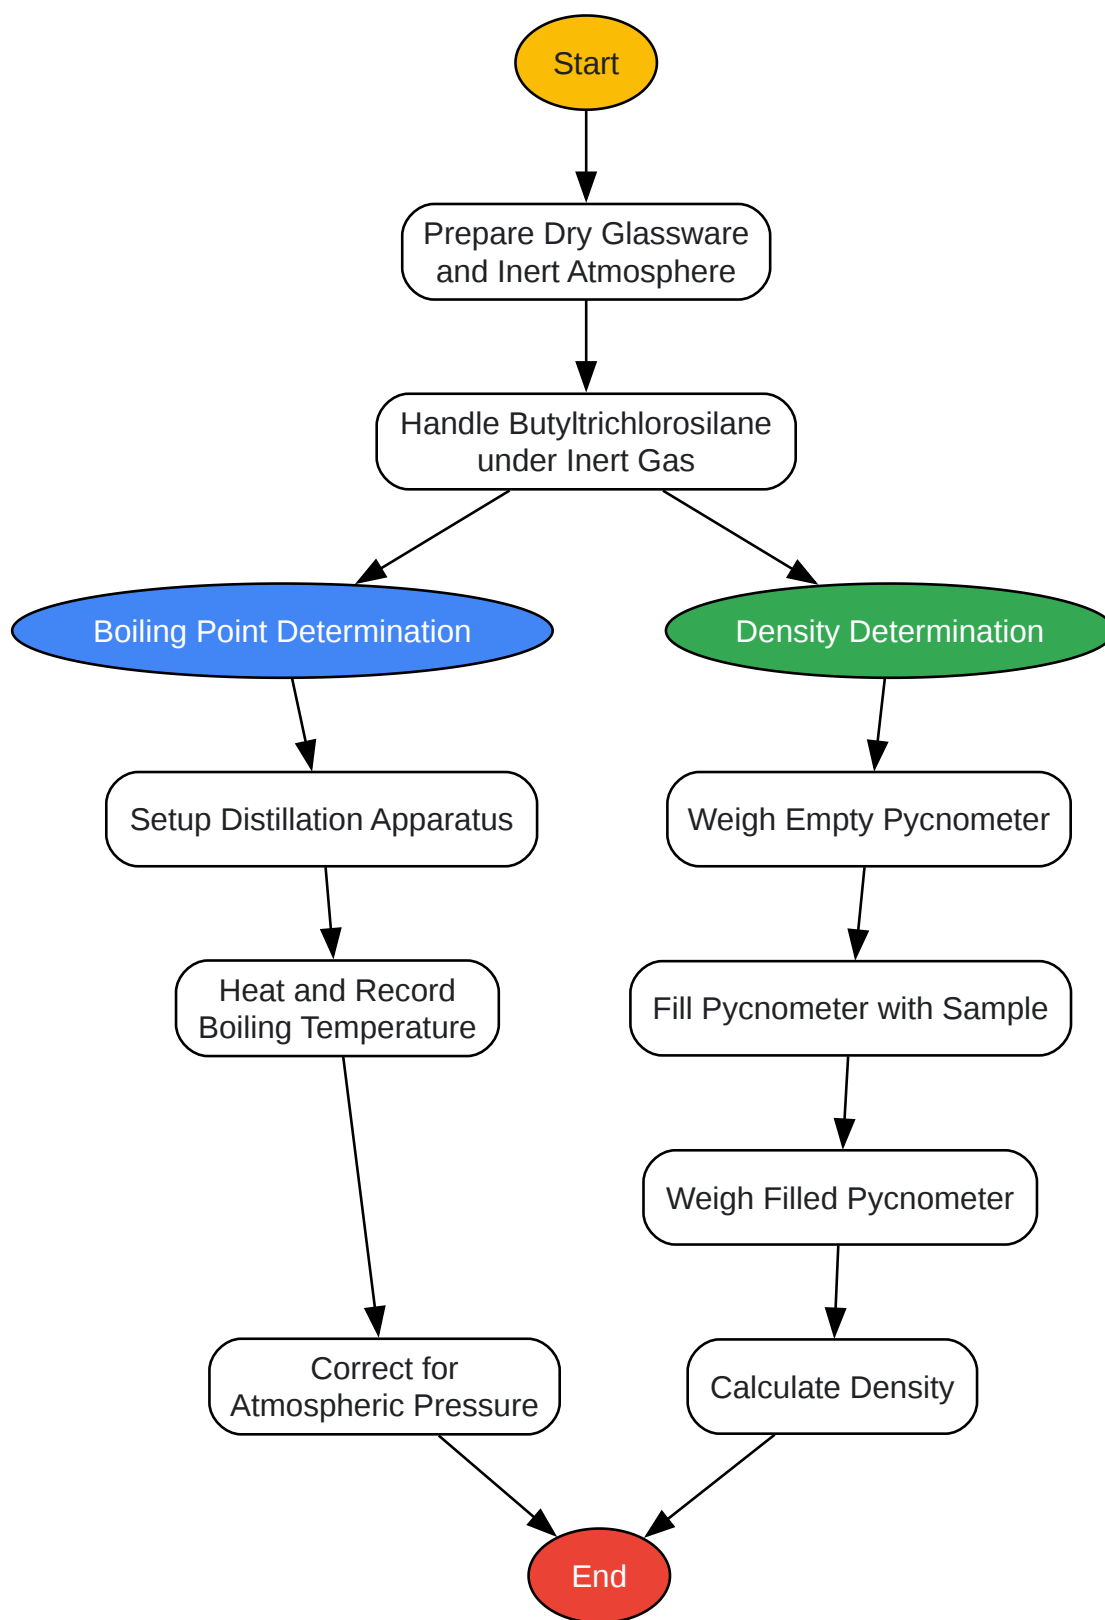 Start
Prepare Dry Glassware
and Inert Atmosphere
Handle Butyltrichlorosilane
under Inert Gas
Boiling Point Determination
Density Determination
Setup Distillation Apparatus
Weigh Empty Pycnometer
Heat and Record
Boiling Temperature
Fill Pycnometer with Sample
Weigh Filled Pycnometer
Correct for
Atmospheric Pressure
Calculate Density
End